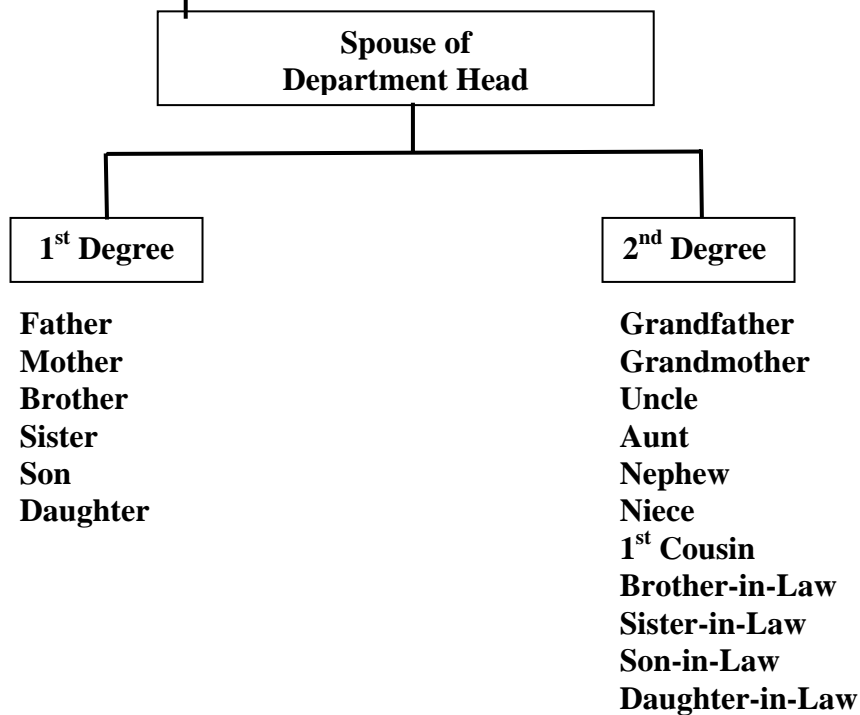 Spouse of
Department Head
1st Degree
2nd Degree
Father
Mother
Brother
Sister
Son
Daughter
Grandfather
Grandmother
Uncle
Aunt
Nephew
Niece
1st Cousin
Brother-in-Law
Sister-in-Law
Son-in-Law
Daughter-in-Law